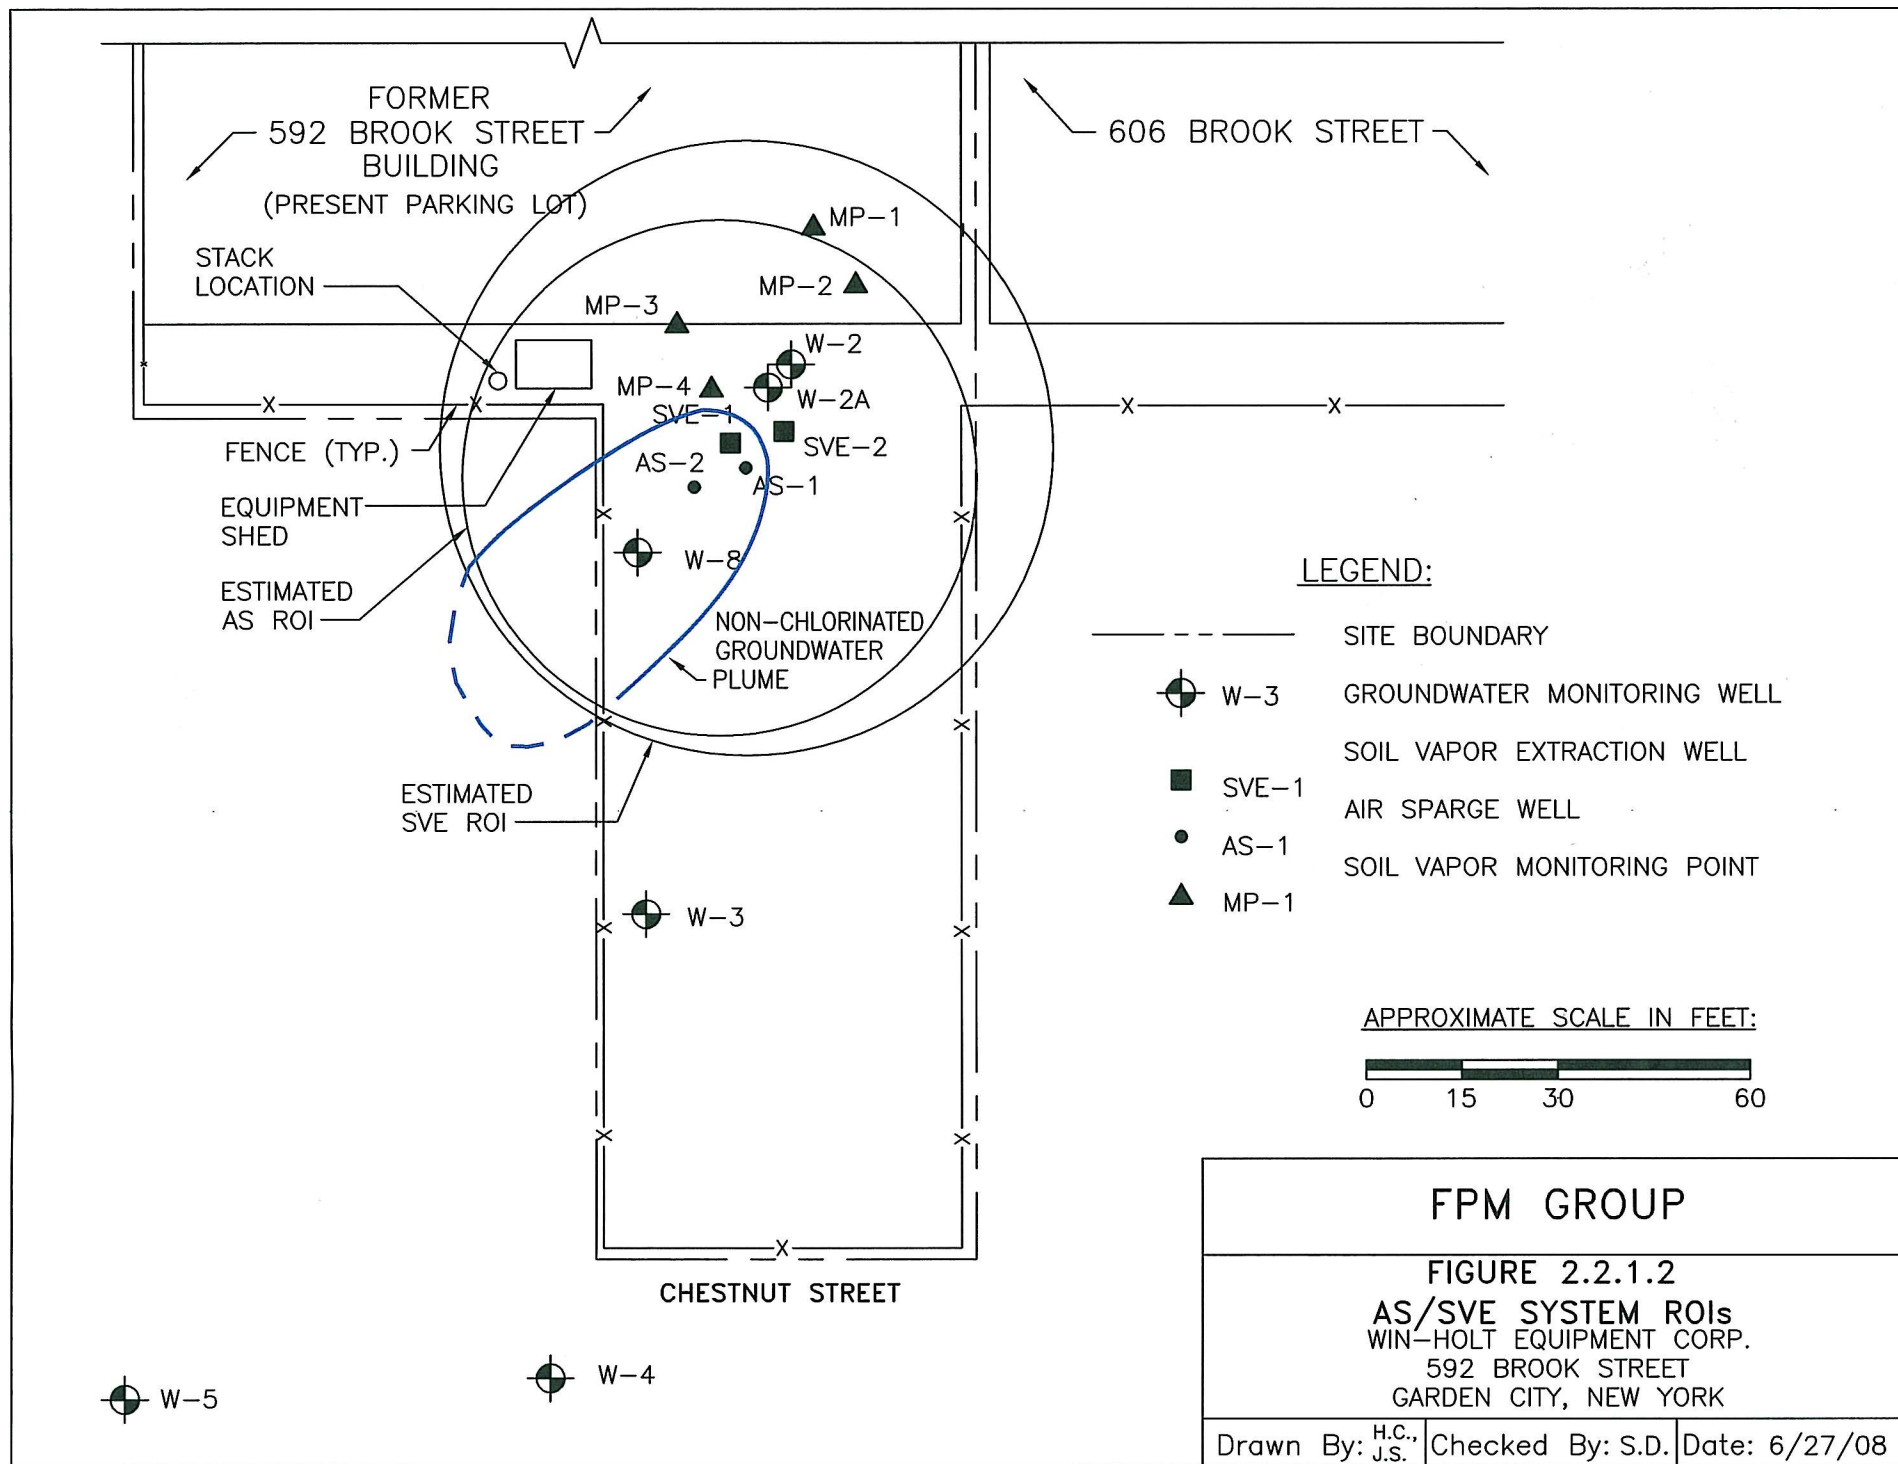 FORMER
592 BROOK STREET
BUILDING
(PRESENT PARKING LOT)
606 BROOK STREET
MP-1
STACK
LOCATION
MP-2
MP-3
W-2
MP-4
W-2A
SVE-1
SVE-2
FENCE (TYP.)
AS-2
AS-1
EQUIPMENT
SHED
W-8
ESTIMATED
AS ROI
NON-CHLORINATED
GROUNDWATER
PLUME
ESTIMATED
SVE ROI
W-3
CHESTNUT STREET
W-4
W-5
LEGEND:
SITE BOUNDARY
W-3 GROUNDWATER MONITORING WELL
SOIL VAPOR EXTRACTION WELL
SVE-1
AIR SPARGE WELL
AS-1
SOIL VAPOR MONITORING POINT
MP-1
APPROXIMATE SCALE IN FEET:
0 15 30 60
FPM GROUP
FIGURE 2.2.1.2
AS/SVE SYSTEM ROIs
WIN-HOLT EQUIPMENT CORP.
592 BROOK STREET
GARDEN CITY, NEW YORK
Drawn By: H.C., J.S. Checked By: S.D. Date: 6/27/08